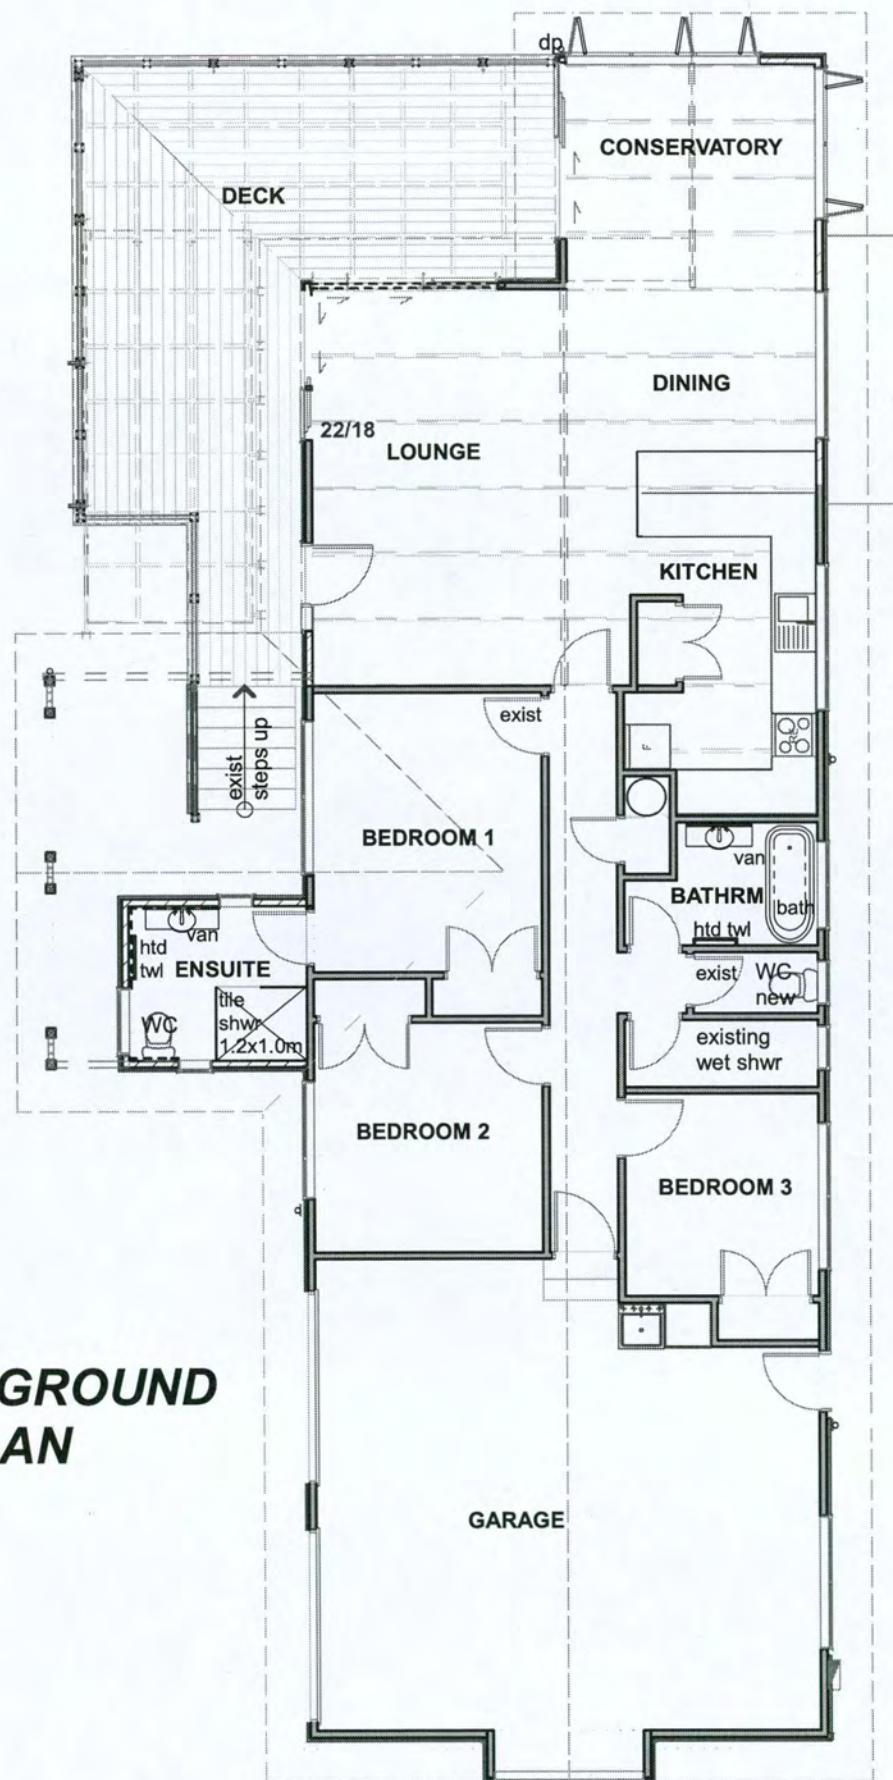 dp
CONSERVATORY
DECK
DINING
22/18
LOUNGE
KITCHEN
exist
F
exist
steps up
BEDROOM 1
van
BATHRM
bath
htd twl
van
htd
twl
ENSUITE
exist
WC
new
tile
shwr
1.2x1.0m
WC
existing
wet shwr
BEDROOM 2
BEDROOM 3
GROUND
AN
GARAGE